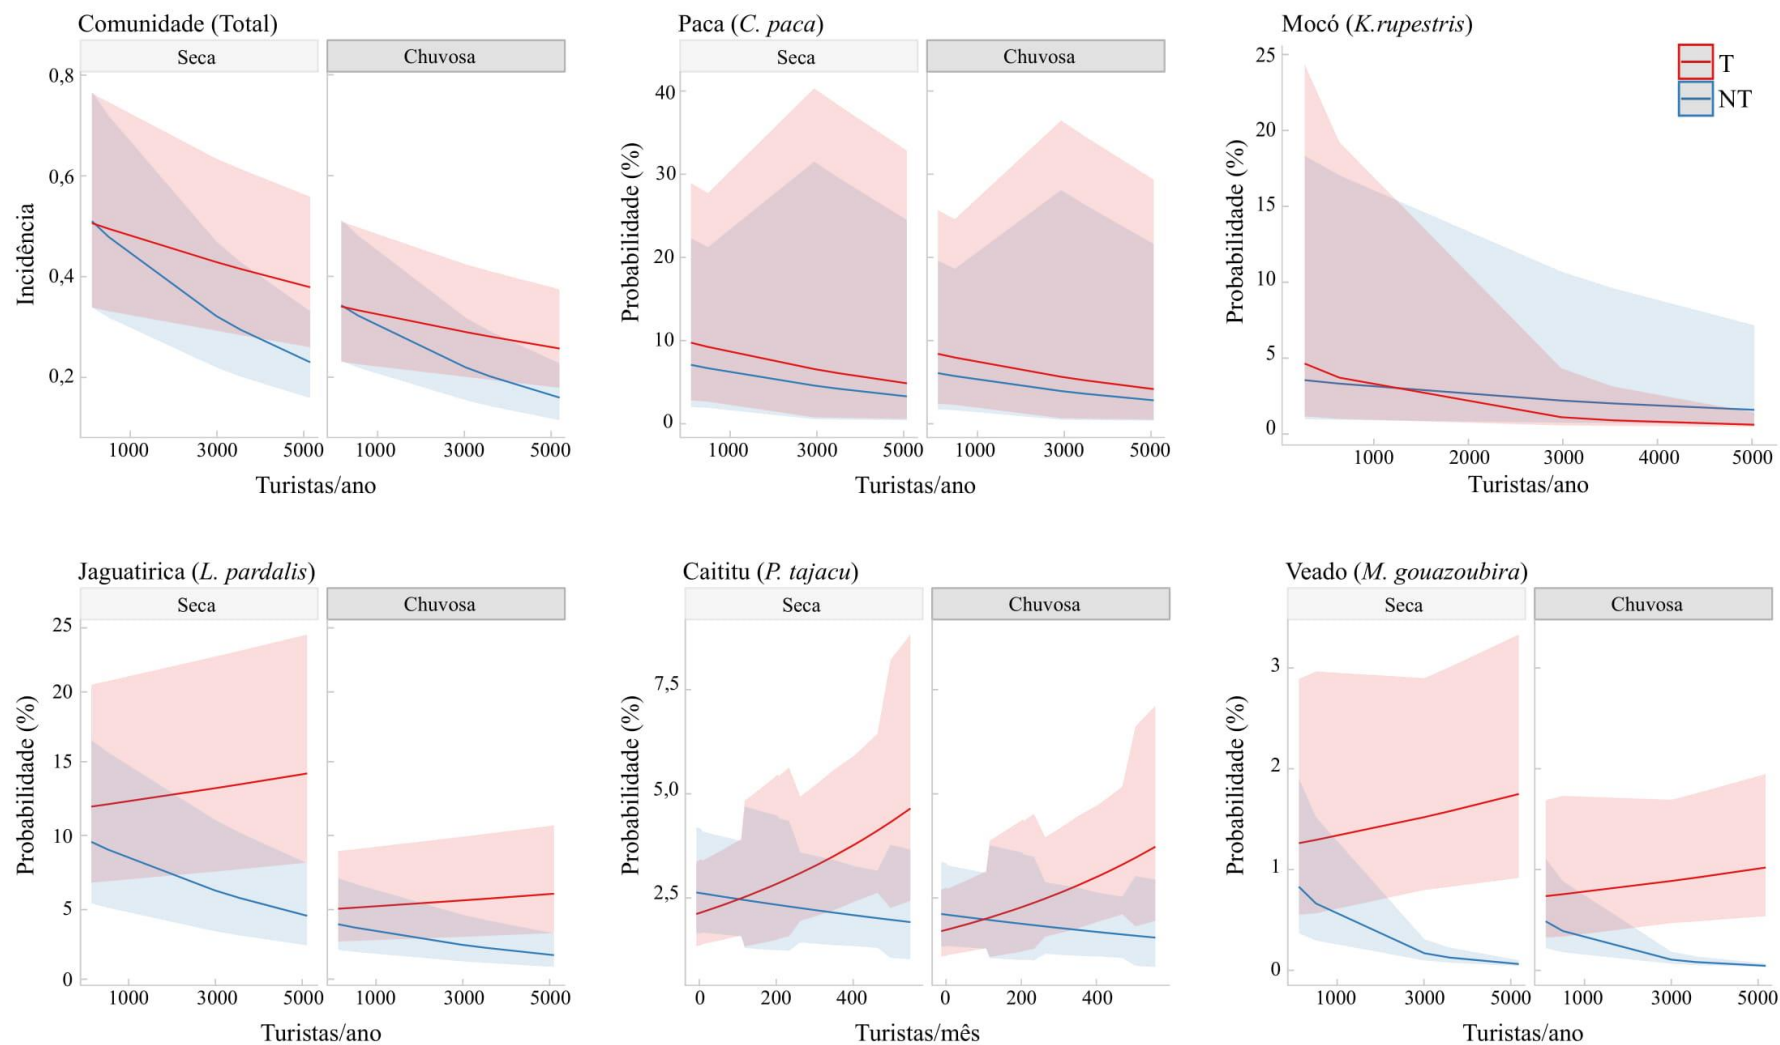 Comunidade (Total)
Seca
Chuvosa
0,8
0,6
0,4
0,2
Incidência
1000
3000
5000
1000
3000
5000
Turistas/ano
Paca (C. paca)
Seca
Chuvosa
40
30
20
10
0
Probabilidade (%)
1000
3000
5000
1000
3000
5000
Turistas/ano
Mocó (K.rupestris)
25
20
15
10
5
0
Probabilidade (%)
1000
2000
3000
4000
5000
Turistas/ano
T
NT
Jaguatirica (L. pardalis)
Seca
Chuvosa
25
20
15
10
5
0
Probabilidade (%)
1000
3000
5000
1000
3000
5000
Turistas/ano
Caititu (P. tajacu)
Seca
Chuvosa
7,5
5,0
2,5
Probabilidade (%)
0
200
400
0
200
400
Turistas/mês
Veado (M. gouazoubira)
Seca
Chuvosa
3
2
1
0
Probabilidade (%)
1000
3000
5000
1000
3000
5000
Turistas/ano